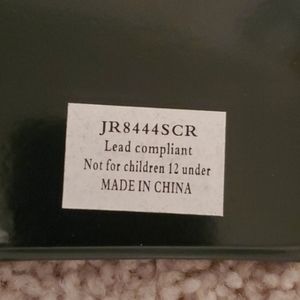 JR8444SCR
Lead compliant
Not for children 12 under
MADE IN CHINA